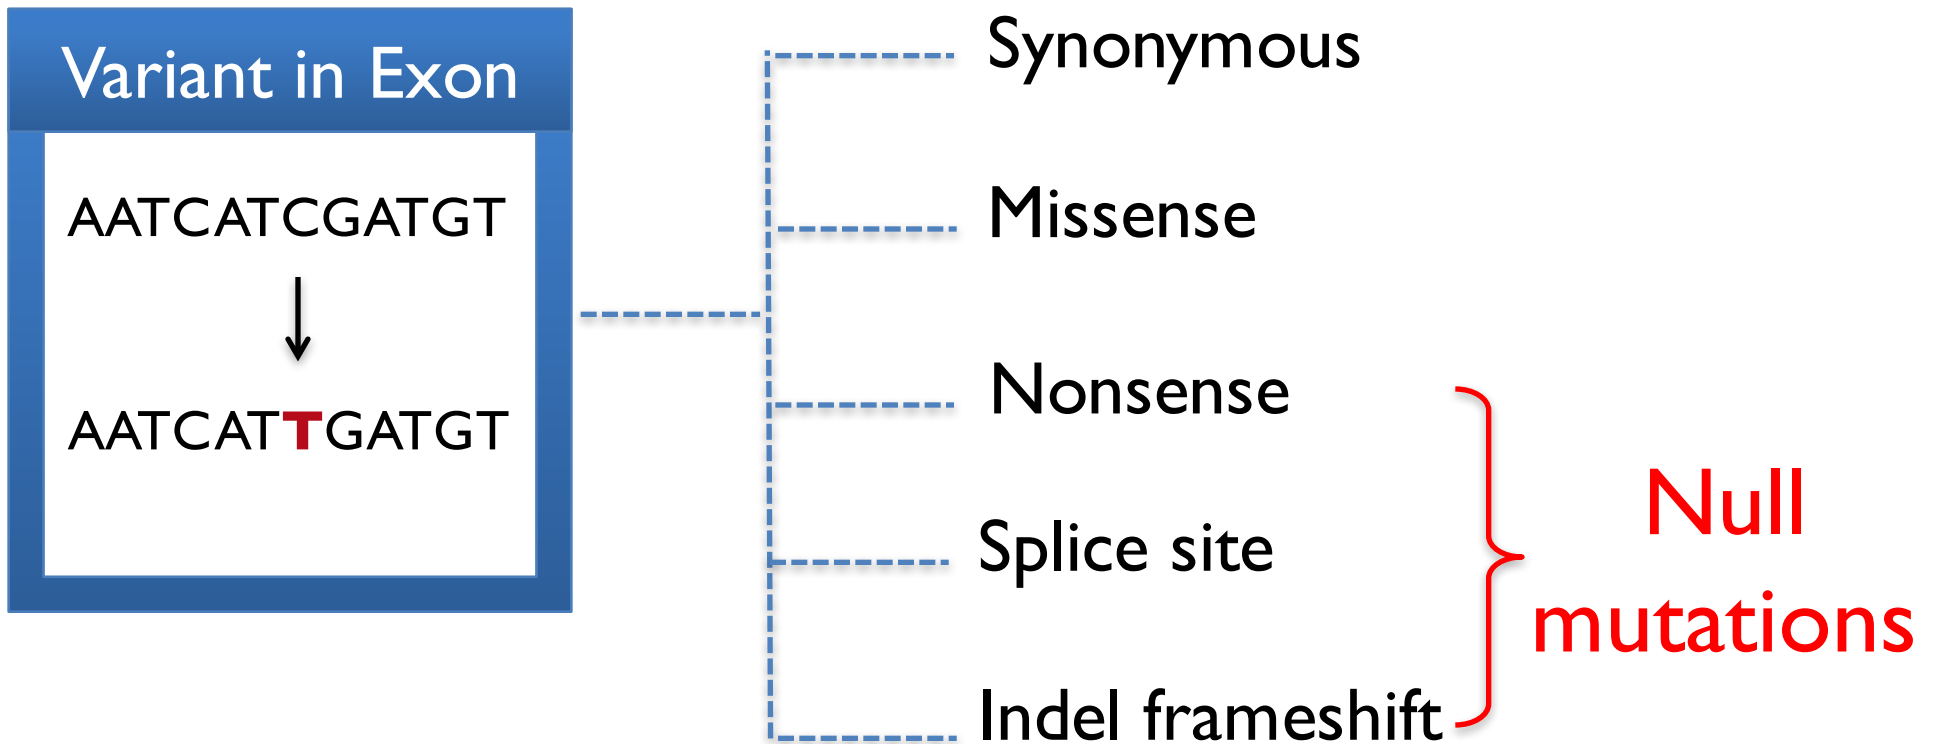 Variant in Exon
AATCATCGATGT
AATCATTGATGT
Synonymous
Missense
Nonsense
Splice site
Indel frameshift
Null
mutations